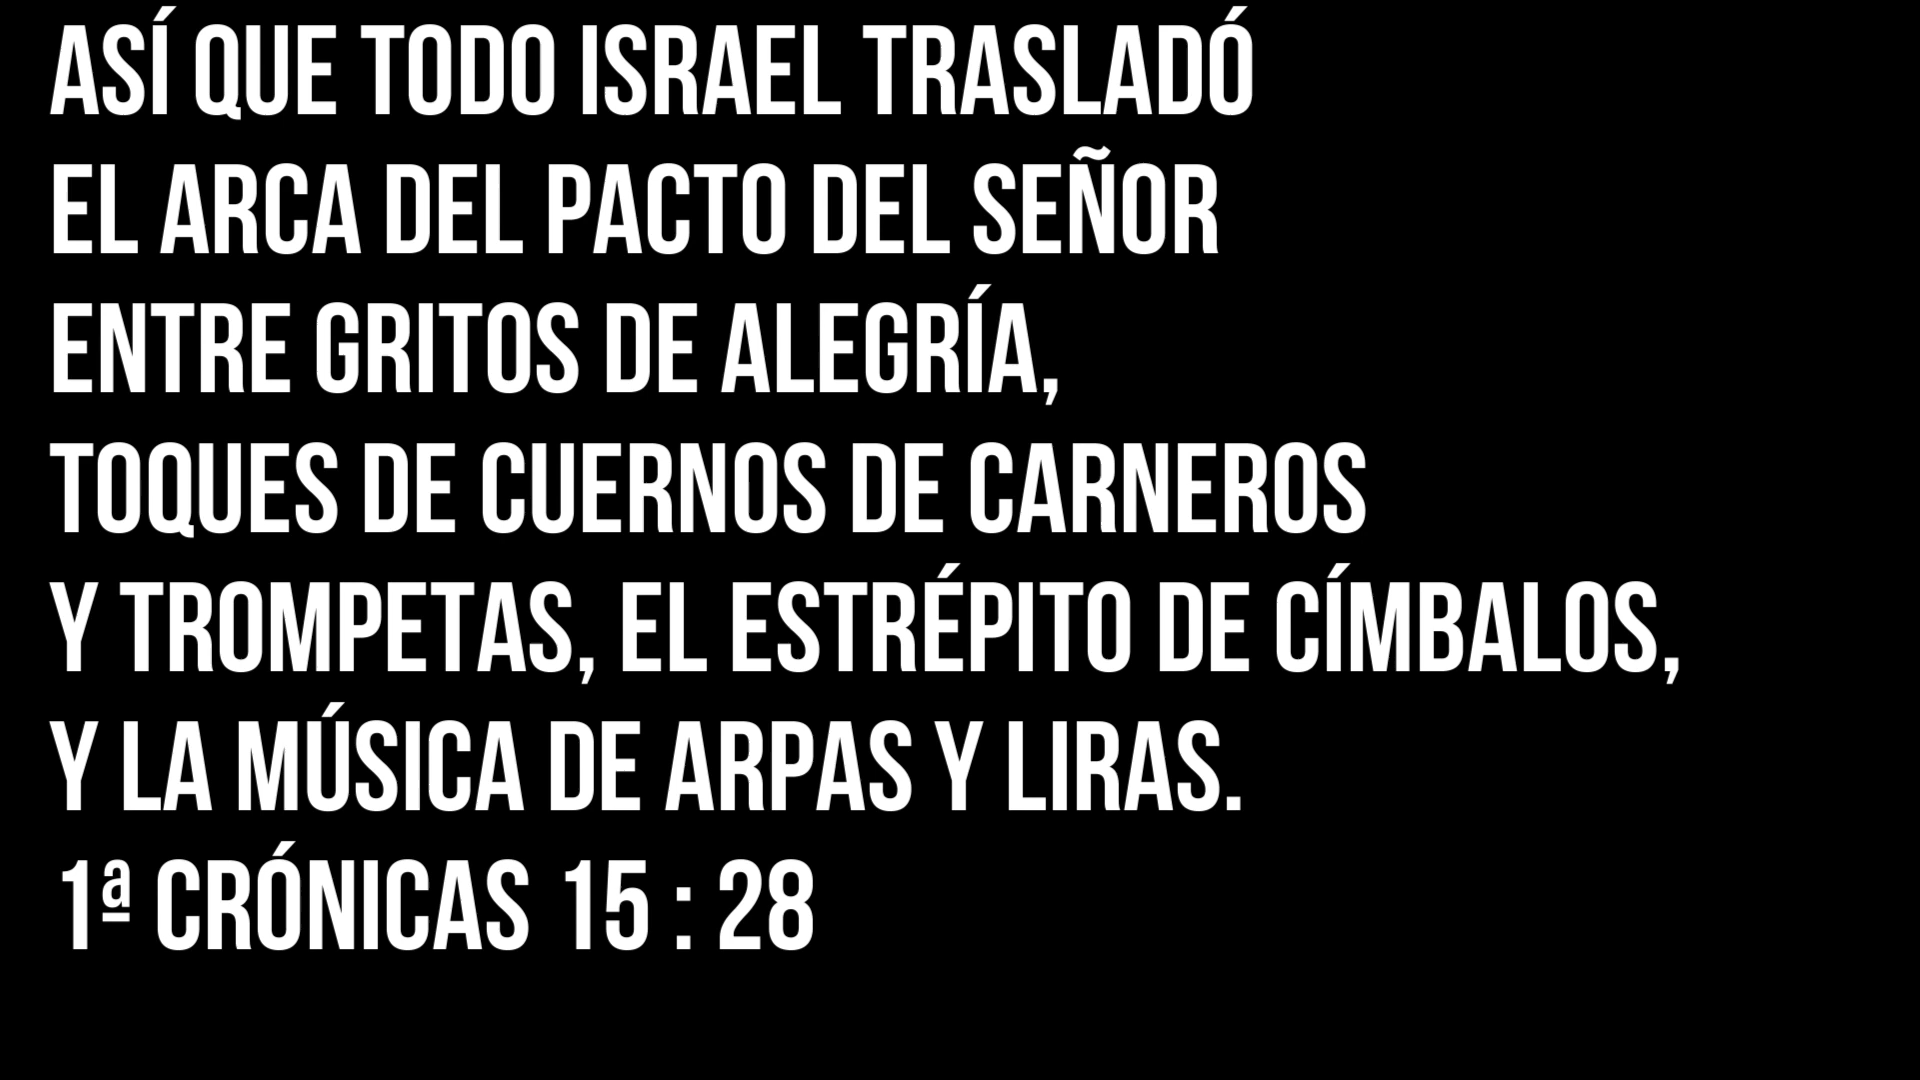 ASÍ QUE TODO ISRAEL TRASLADÓ
EL ARCA DEL PACTO DEL SEÑOR
ENTRE GRITOS DE ALEGRÍA,
TOQUES DE CUERNOS DE CARNEROS
Y TROMPETAS, EL ESTRÉPITO DE CÍMBALOS,
Y LA MÚSICA DE ARPAS Y LIRAS.
1ª CRÓNICAS 15 : 28